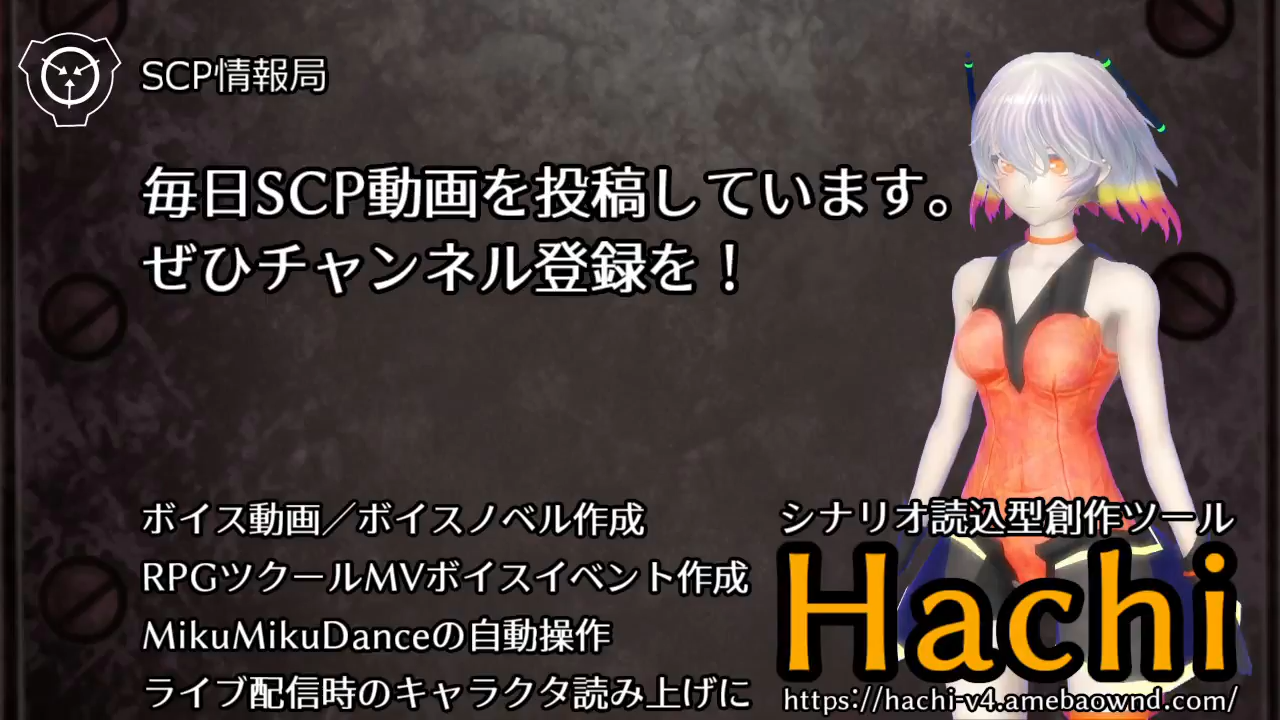 SCP情報局
毎日SCP動画を投稿しています。
ぜひチャンネル登録を！
ボイス動画／ボイスノベル作成
RPGツクールMVボイスイベント作成
MikuMikuDanceの自動操作
ライブ配信時のキャラクタ読み上げに
シナリオ読込型創作ツール
Hachi
https://hachi-v4.amebaownd.com/